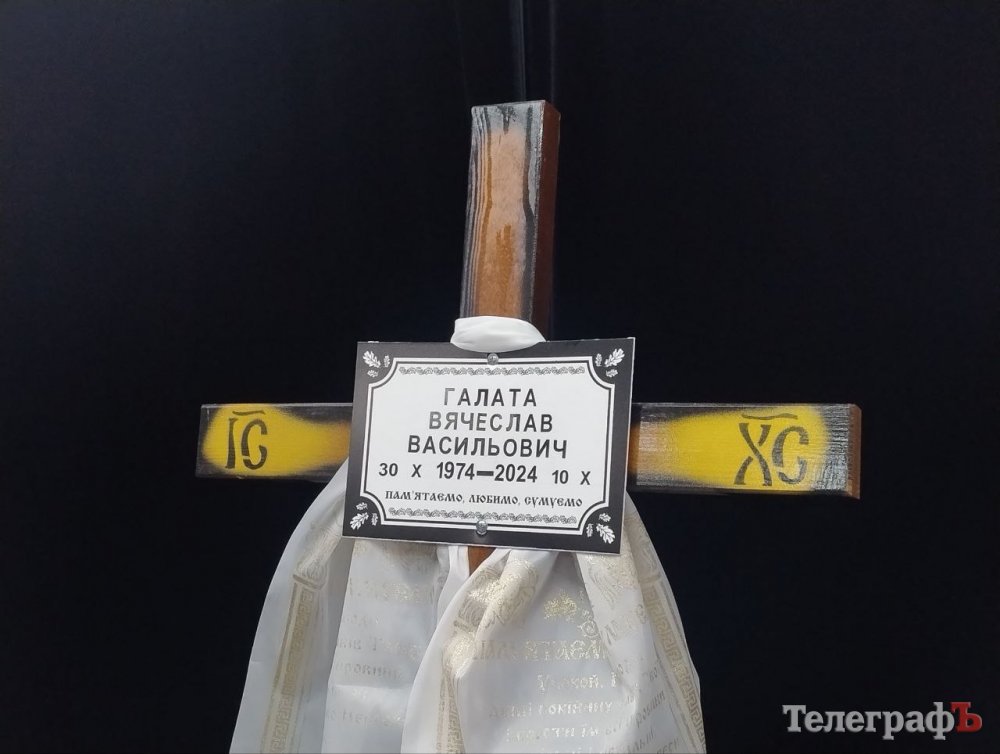 ГАЛАТА
ВЯЧЕСЛАВ
ВАСИЛЬОВИЧ
30 X 1974—2024 10 X
ПАМ'ЯТАЄМО, ЛЮБИМО, СУМУЄМО
ІС ХС
ТелеграфЪ